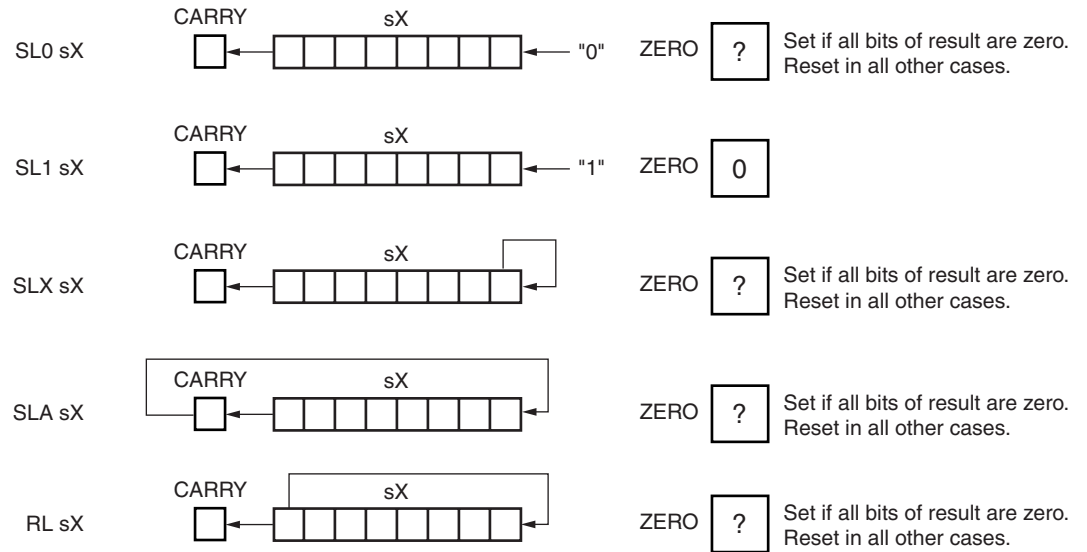 CARRY sX
SL0 sX "0" ZERO ? Set if all bits of result are zero.
Reset in all other cases.
CARRY sX
SL1 sX "1" ZERO 0
CARRY sX
SLX sX ZERO ? Set if all bits of result are zero.
Reset in all other cases.
CARRY sX
SLA sX ZERO ? Set if all bits of result are zero.
Reset in all other cases.
CARRY sX
RL sX ZERO ? Set if all bits of result are zero.
Reset in all other cases.